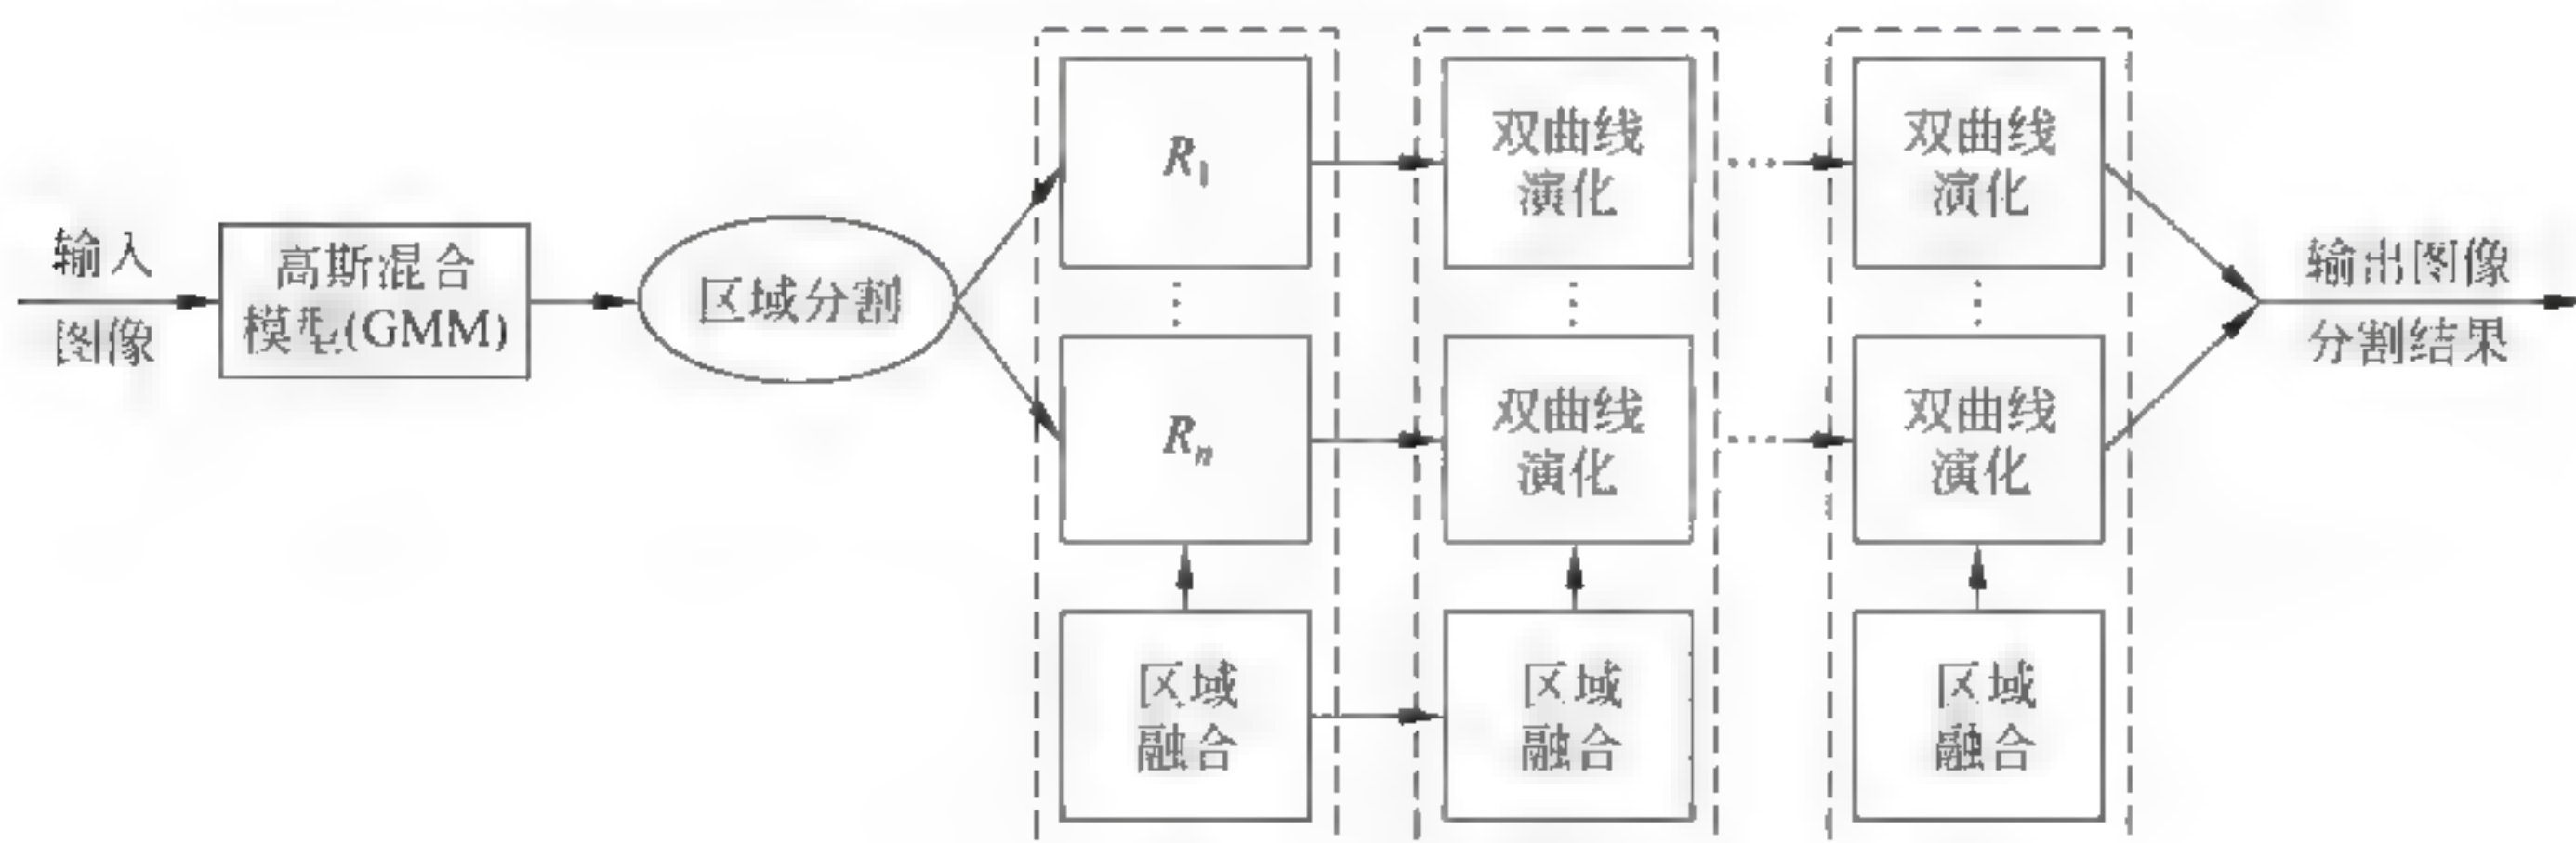 输入
图像
高斯混合
模型(GMM)
区域分割
R1
Rn
区域
融合
双曲线
演化
双曲线
演化
区域
融合
双曲线
演化
双曲线
演化
区域
融合
输出图像
分割结果